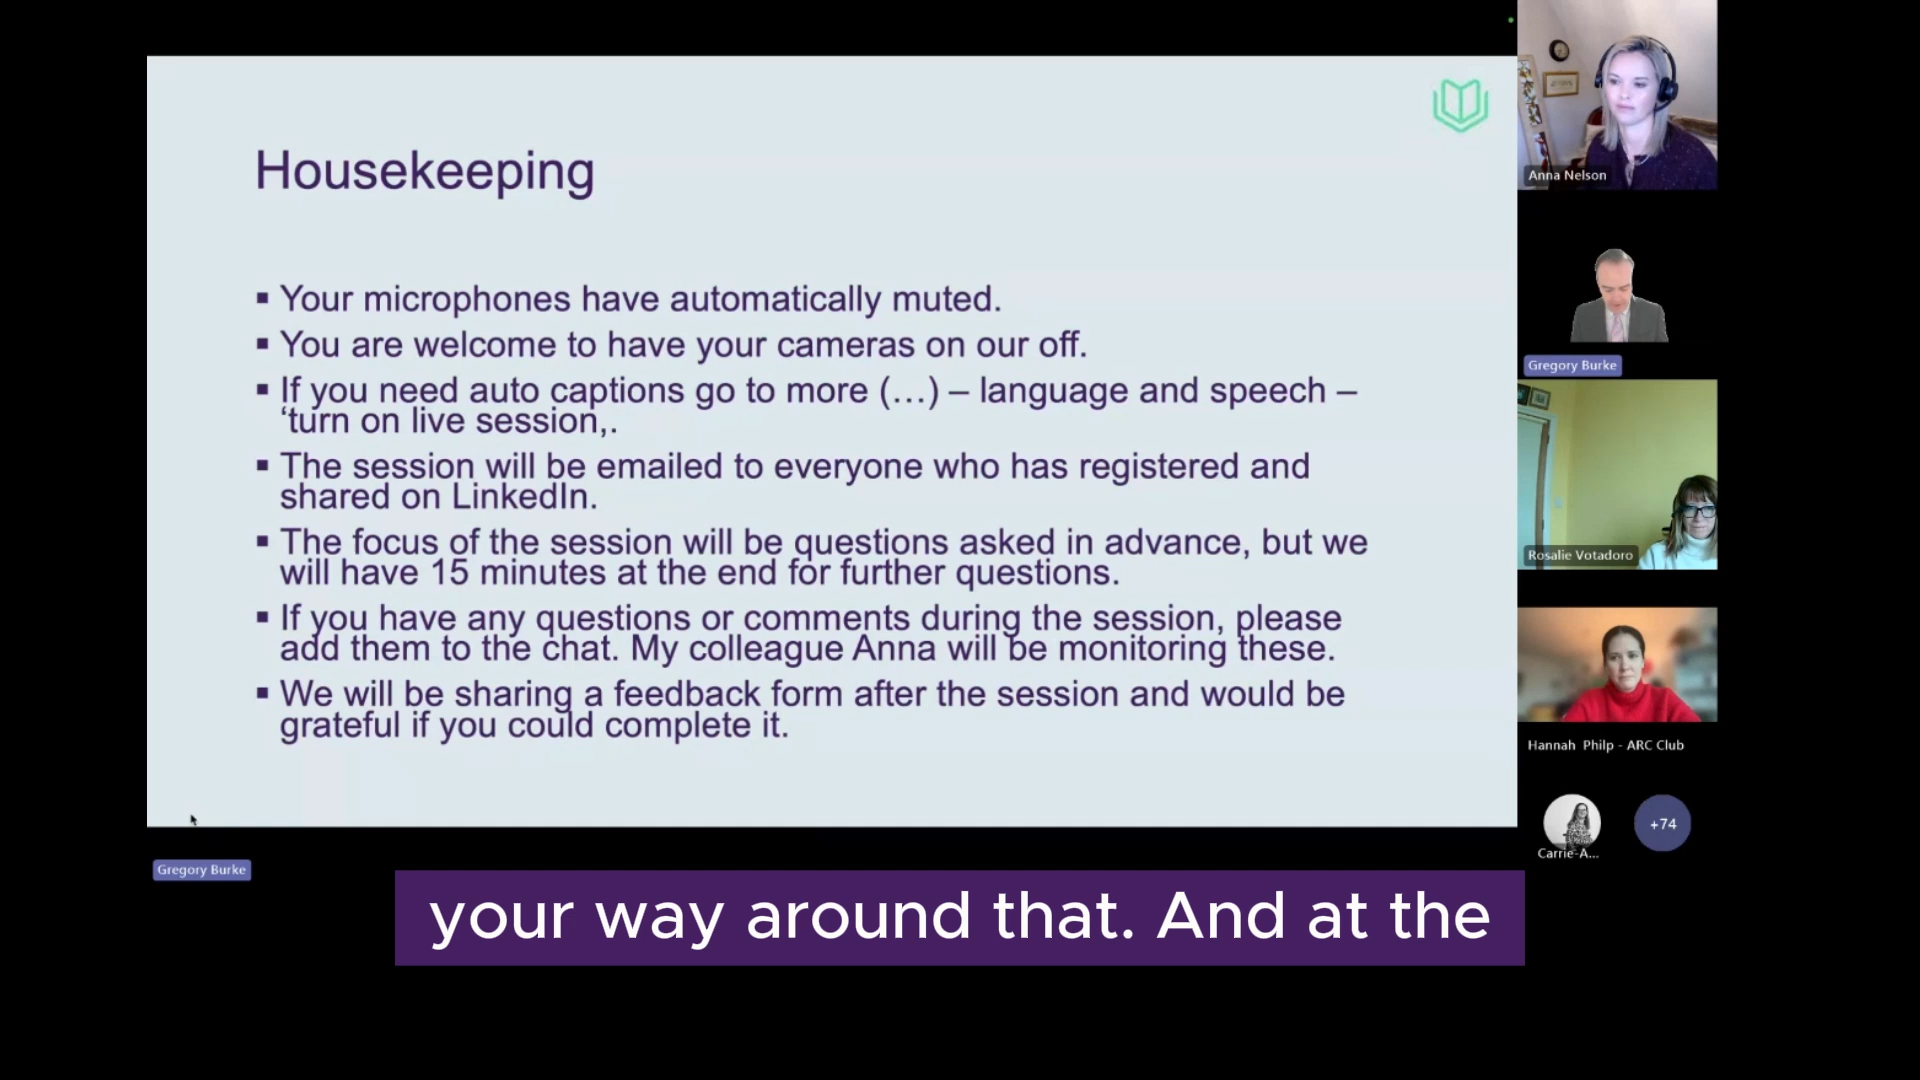 Housekeeping
▪ Your microphones have automatically muted.
▪ You are welcome to have your cameras on our off.
▪ If you need auto captions go to more (…) – language and speech –
‘turn on live session,.
▪ The session will be emailed to everyone who has registered and
shared on LinkedIn.
▪ The focus of the session will be questions asked in advance, but we
will have 15 minutes at the end for further questions.
▪ If you have any questions or comments during the session, please
add them to the chat. My colleague Anna will be monitoring these.
▪ We will be sharing a feedback form after the session and would be
grateful if you could complete it.
Anna Nelson
Gregory Burke
Rosalie Votadoro
Hannah Philp - ARC Club
Carrie-A...
+74
Gregory Burke
your way around that. And at the